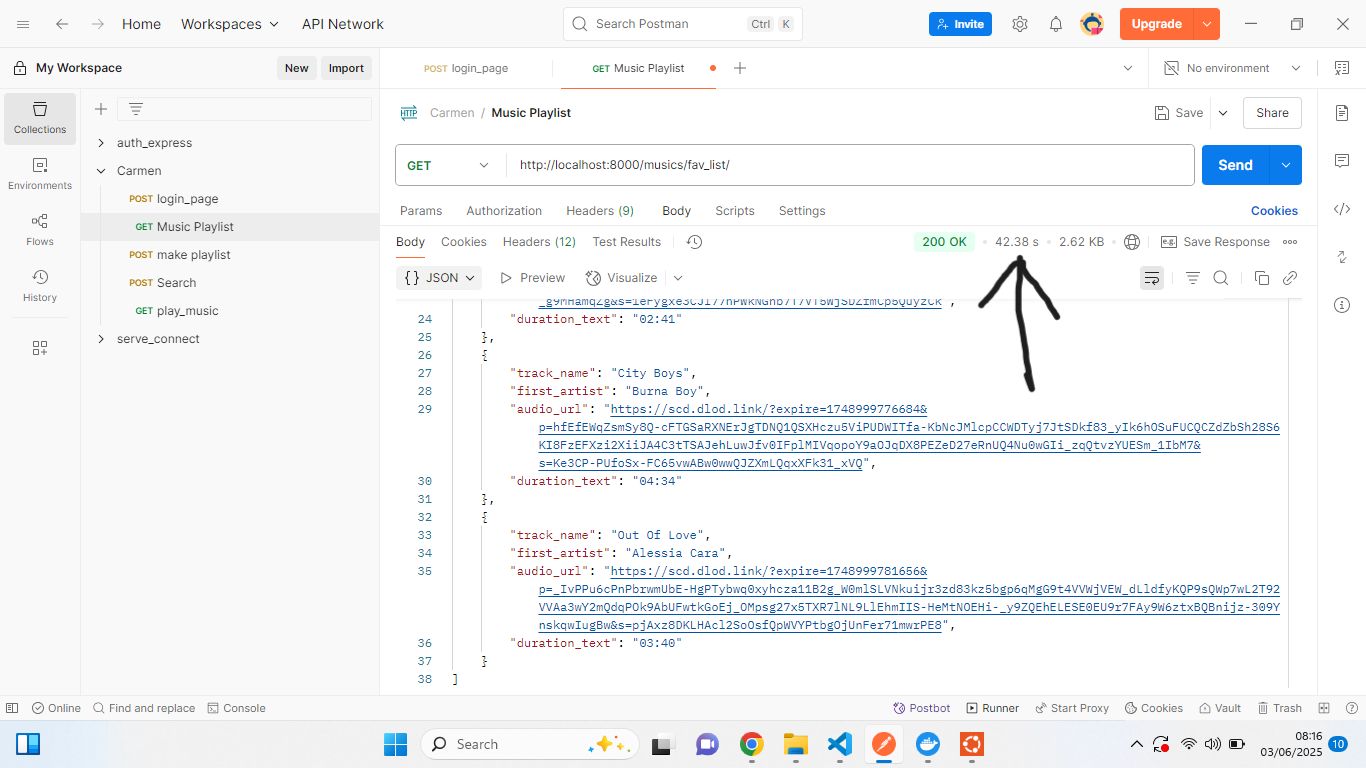 Home Workspaces API Network Search Postman Ctrl K Invite Upgrade
My Workspace New Import POST login_page GET Music Playlist No environment
Collections
Environments
Flows
History
auth_express
Carmen
POST login_page
GET Music Playlist
POST make playlist
POST Search
GET play_music
serve_connect
HTTP Carmen / Music Playlist Save Share
GET http://localhost:8000/musics/fav_list/ Send
Params Authorization Headers (9) Body Scripts Settings Cookies
Body Cookies Headers (12) Test Results 200 OK 42.38 s 2.62 KB e.g. Save Response
{} JSON Preview Visualize
24 "duration_text": "02:41"
25 },
26 {
27 "track_name": "City Boys",
28 "first_artist": "Burna Boy",
29 "audio_url": "https://scd.dlod.link/?expire=1748999776684&
p=hfEfEWqZsmSy8Q-cFTGSaRXNErJgTDNQ1QSXHczu5ViPUDWITfa-KbNcJMlcpCCWDTyj7JtSDkf83_yIk6hOSuFUCQCZdZbSh28S6
KI8FzEFXzi2XiiJA4C3tTSAJehLuwJfv0IFplMIVqopoY9aOJqDX8PEZeD27eRnUQ4Nu0wGIi_zqQtvzYUESm_1IbM7&
s=Ke3CP-PUfoSx-FC65vwABw0wwQJZXmLQqxXFk31_xVQ",
30 "duration_text": "04:34"
31 },
32 {
33 "track_name": "Out Of Love",
34 "first_artist": "Alessia Cara",
35 "audio_url": "https://scd.dlod.link/?expire=1748999781656&
p=_IvPPu6cPnPbrwmUbE-HgPTybwq0xyhcza11B2g_W0mlSLVNkuijr3zd83kz5bgp6qMgG9t4VVWjVEW_dLldfyKQP9sQWp7wL2T92
VVAa3wY2mQdqPOk9AbUFwtkGoEj_OMpsg27x5TXR7lNL9LlEhmIIS-HeMtNOEHi-_y9ZQEhELESE0EU9r7FAy9W6ztxBQBnijz-309Y
nskqwIugBw&s=pjAxz8DKLHAcl2SoOsfQpWVYPtbgOjUnFer71mwrPE8",
36 "duration_text": "03:40"
37 }
38 ]
Online Find and replace Console Postbot Runner Start Proxy Cookies Vault Trash
Search
08:16
03/06/2025
10